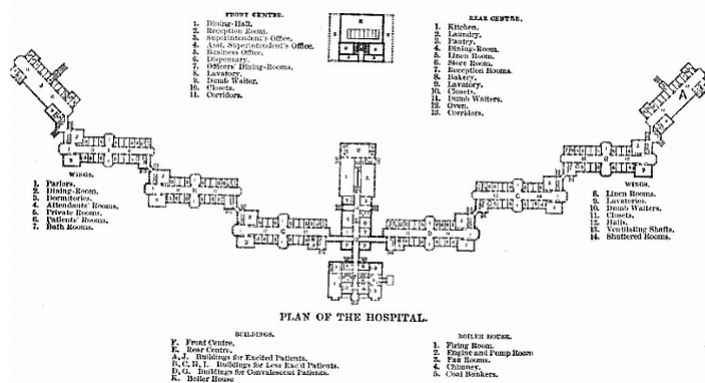 FRONT CENTRE.
1. Dining-Hall.
2. Reception Room.
3. Superintendent's Office.
4. Asst. Superintendent's Office.
5. Business Office.
6. Dispensary.
7. Officers' Dining-Rooms.
8. Lavatory.
9. Dumb Waiter.
10. Closets.
11. Corridors.
K
REAR CENTRE.
1. Kitchen.
2. Laundry.
3. Pantry.
4. Dining-Room.
5. Linen Room.
6. Store Room.
7. Reception Rooms.
8. Bakery.
9. Lavatory.
10. Closets.
11. Dumb Waiters.
12. Oven.
13. Corridors.
A
WINGS.
1. Parlors.
2. Dining-Room.
3. Dormitories.
4. Attendants' Rooms.
5. Private Rooms.
6. Patients' Rooms.
7. Bath Rooms.
WINGS.
8. Linen Rooms.
9. Lavatories.
10. Dumb Waiters.
11. Closets.
12. Halls.
13. Ventilating Shafts.
14. Shuttered Rooms.
PLAN OF THE HOSPITAL.
BUILDINGS.
F. Front Centre.
E. Rear Centre.
A, J. Buildings for Excited Patients.
B, C, H, I. Buildings for Less Exc'd Patients.
D, G. Buildings for Convalescent Patients.
K. Boiler House
BOILER HOUSE.
1. Firing Room.
2. Engine and Pump Room
3. Fan Rooms.
4. Chimney.
5. Coal Bunkers.